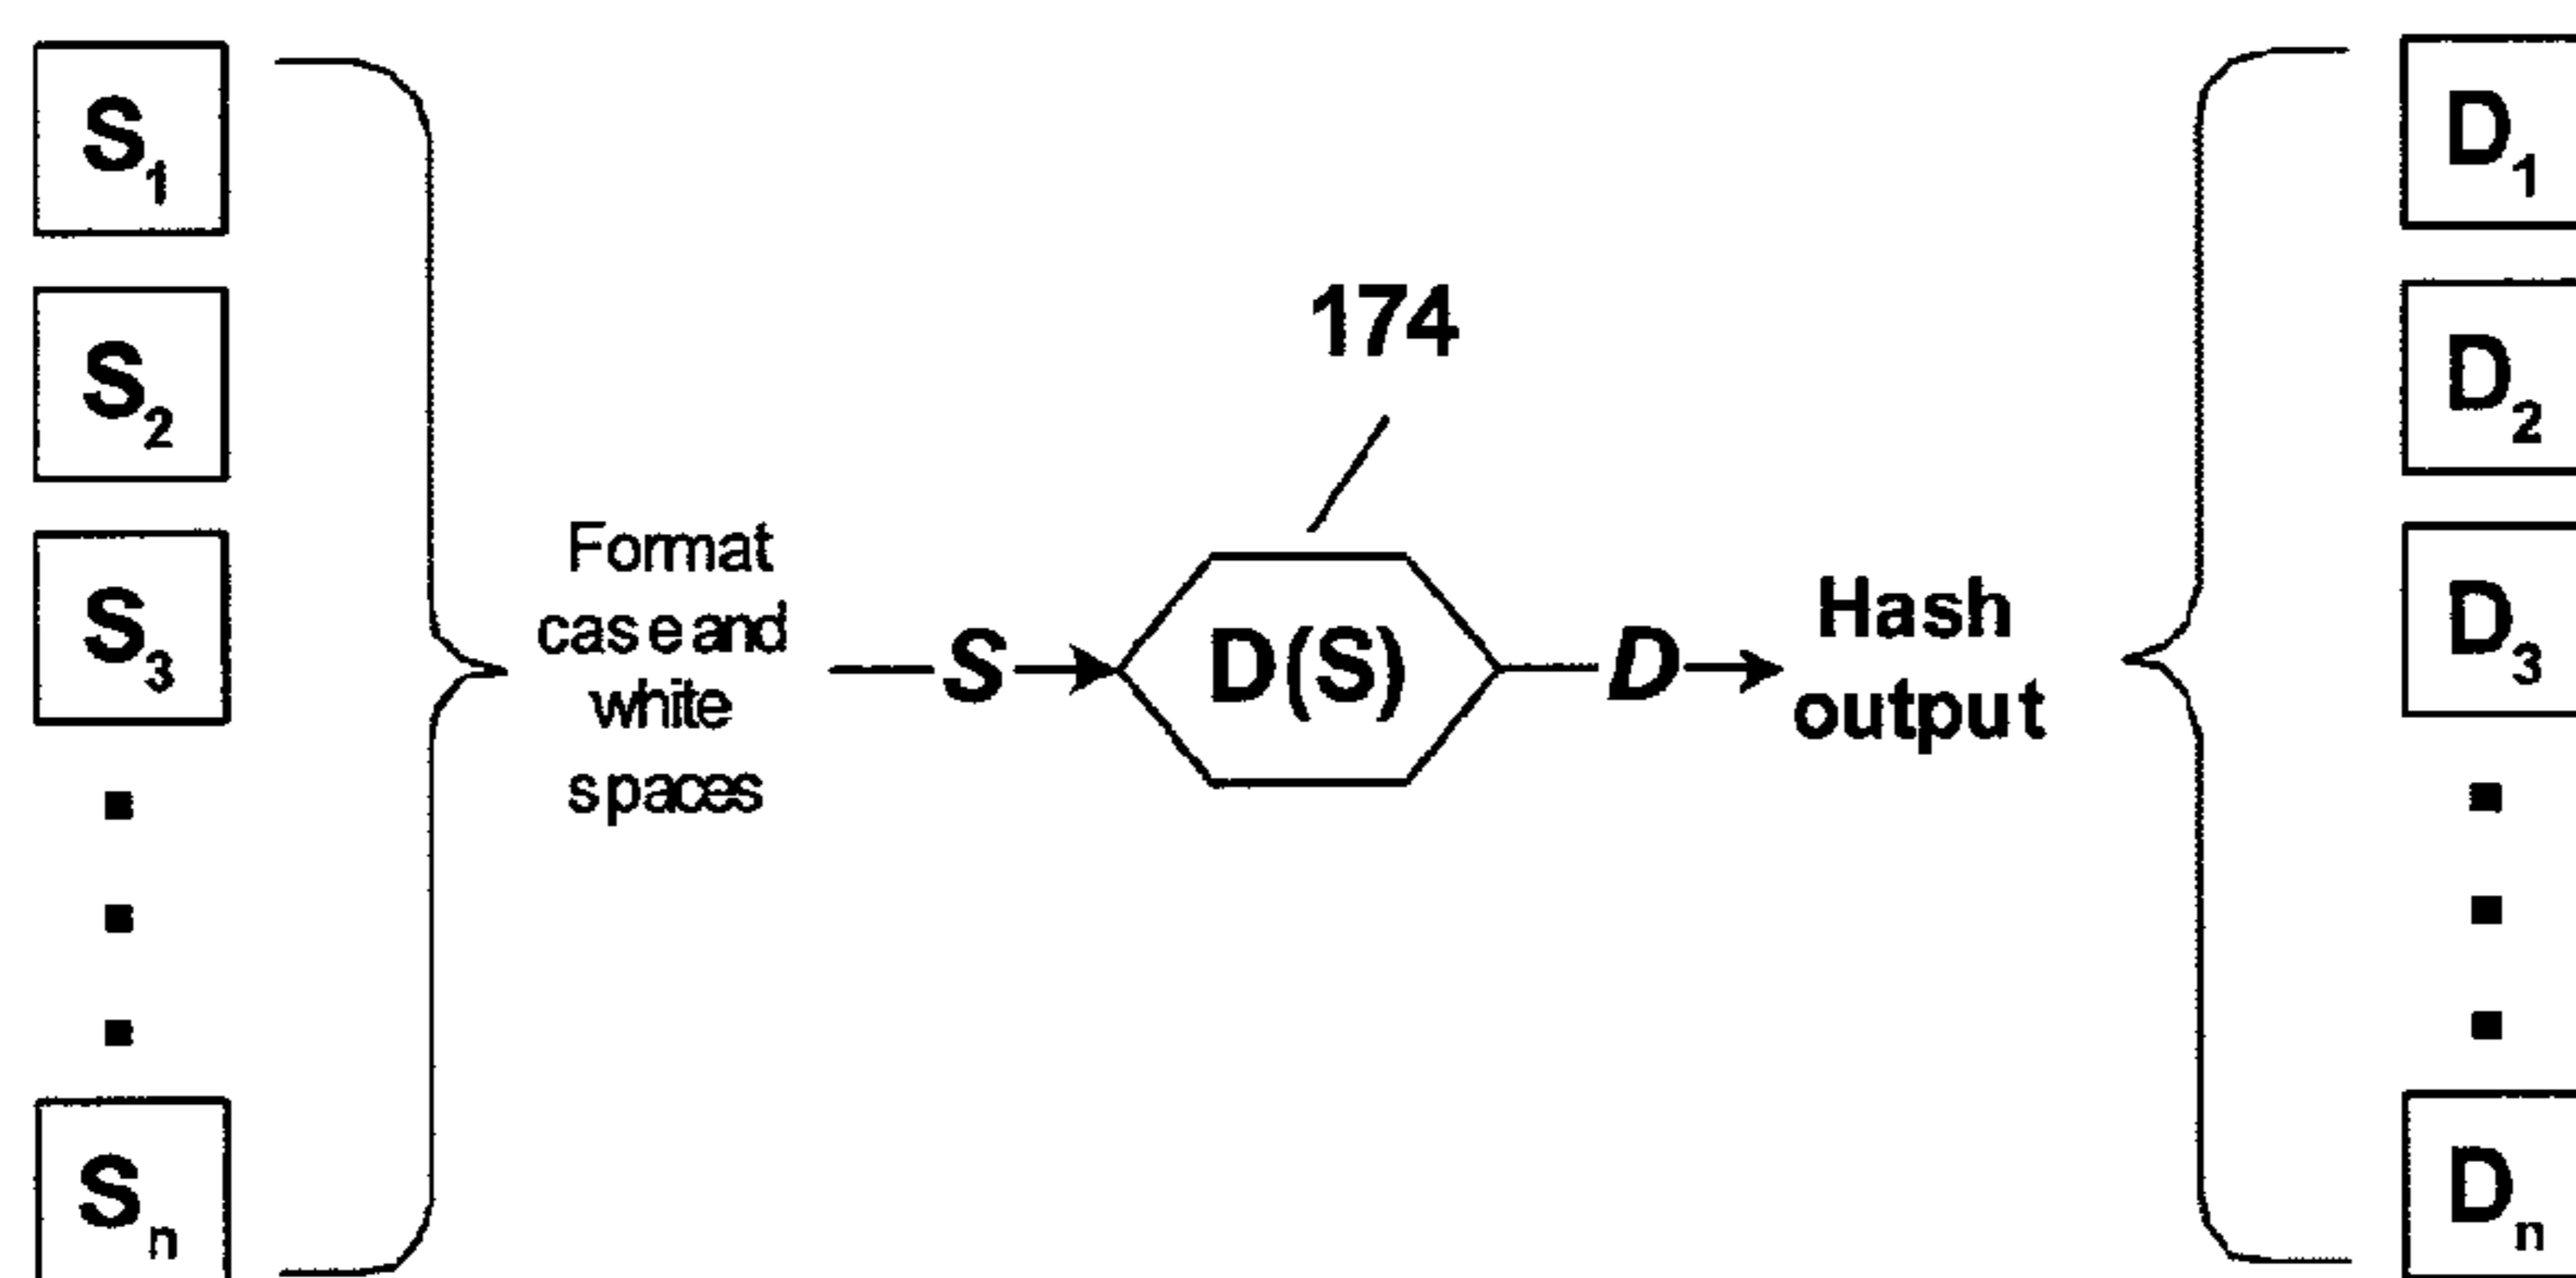 S1
S2
S3
Sn
Format
case and
white
spaces
174
S
D(S)
D
Hash
output
D1
D2
D3
Dn